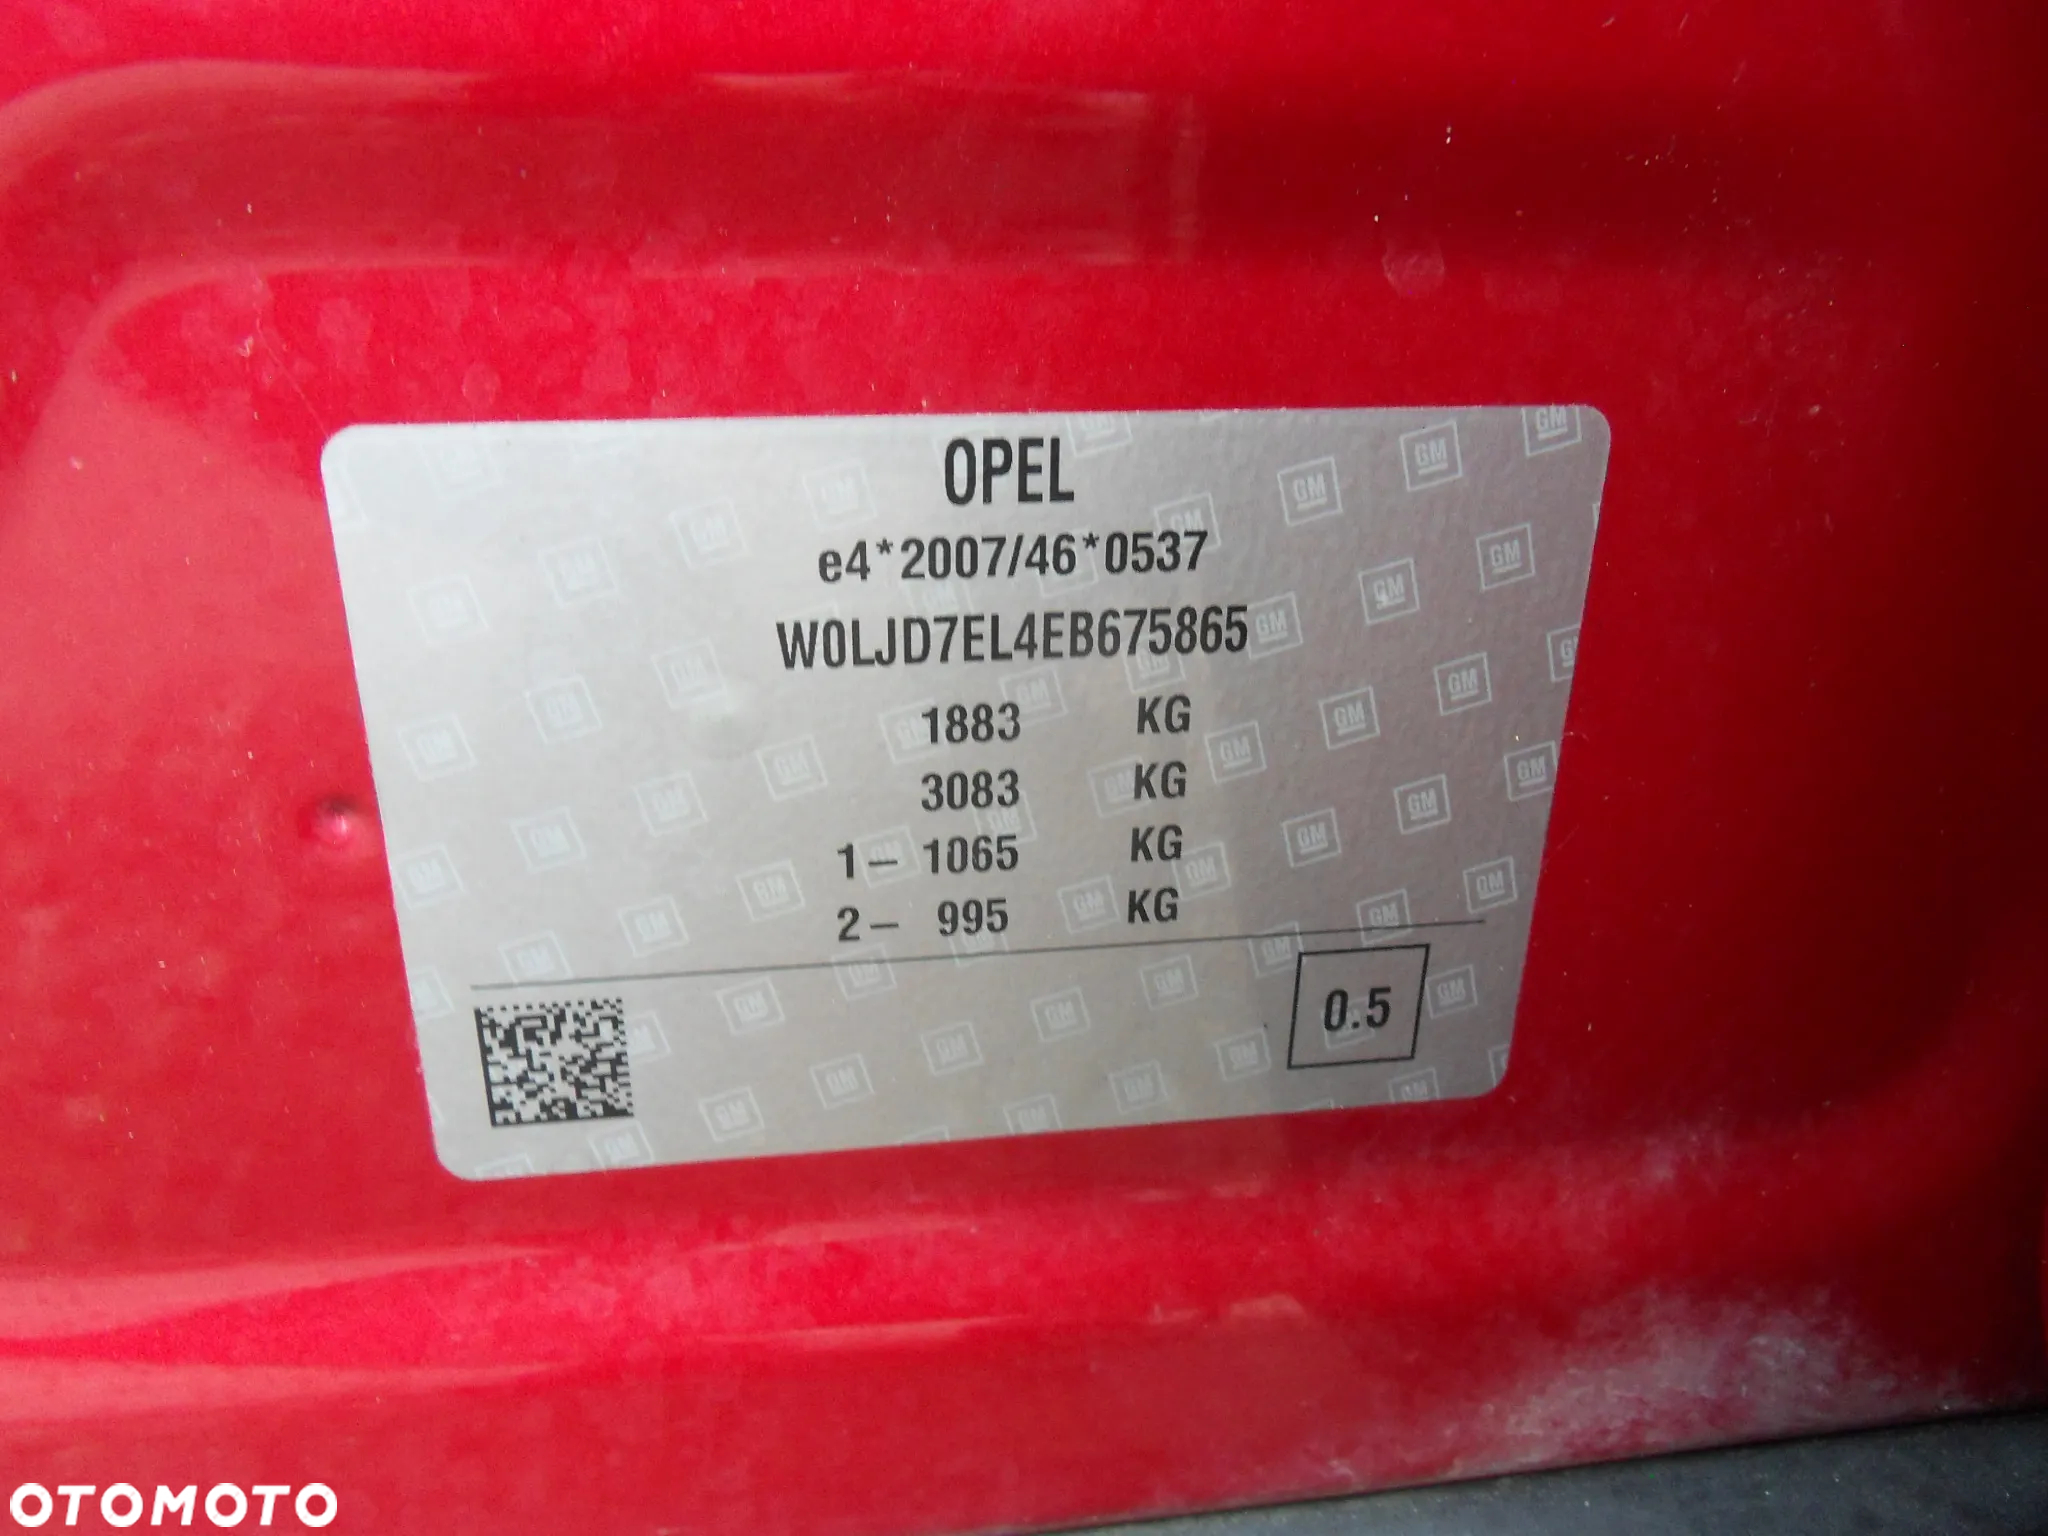 OPEL
e4*2007/46*0537
W0LJD7EL4EB675865
1883 KG
3083 KG
1– 1065 KG
2– 995 KG
0.5
OTOMOTO